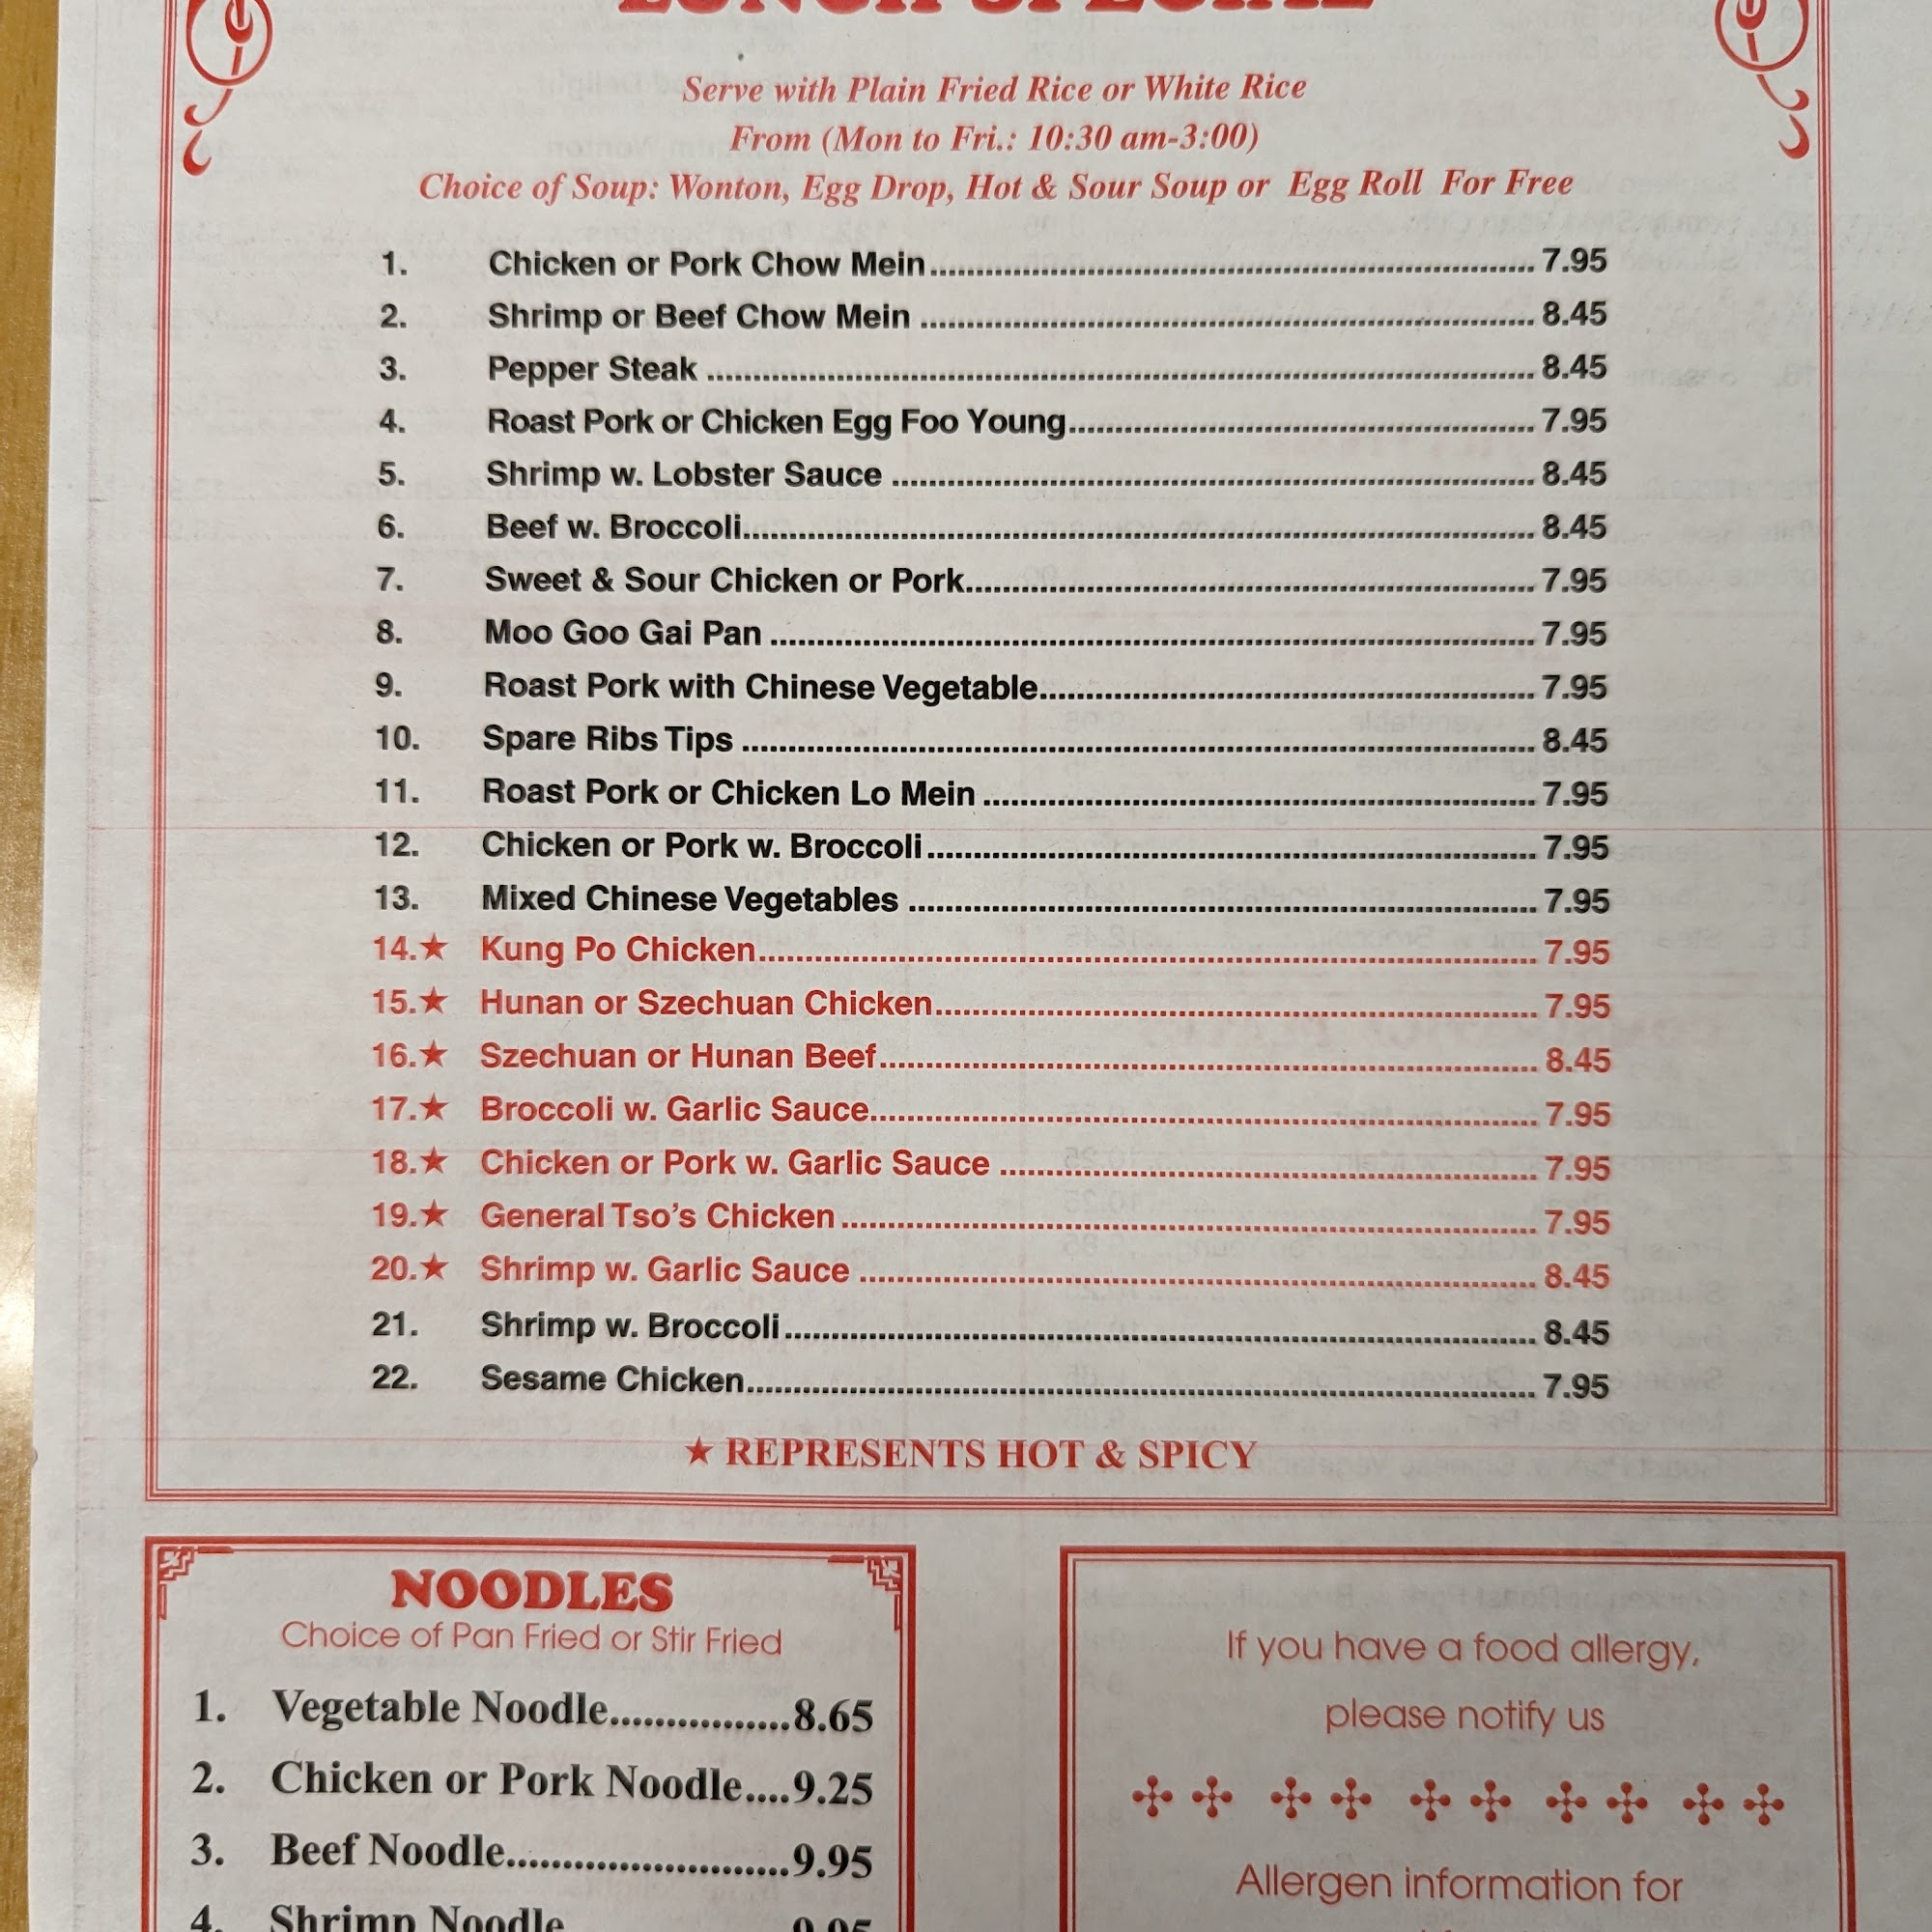 LUNCH SPECIAL
Serve with Plain Fried Rice or White Rice
From (Mon to Fri.: 10:30 am-3:00)
Choice of Soup: Wonton, Egg Drop, Hot & Sour Soup or Egg Roll For Free
1. Chicken or Pork Chow Mein 7.95
2. Shrimp or Beef Chow Mein 8.45
3. Pepper Steak 8.45
4. Roast Pork or Chicken Egg Foo Young 7.95
5. Shrimp w. Lobster Sauce 8.45
6. Beef w. Broccoli 8.45
7. Sweet & Sour Chicken or Pork 7.95
8. Moo Goo Gai Pan 7.95
9. Roast Pork with Chinese Vegetable 7.95
10. Spare Ribs Tips 8.45
11. Roast Pork or Chicken Lo Mein 7.95
12. Chicken or Pork w. Broccoli 7.95
13. Mixed Chinese Vegetables 7.95
14.★ Kung Po Chicken 7.95
15.★ Hunan or Szechuan Chicken 7.95
16.★ Szechuan or Hunan Beef 8.45
17.★ Broccoli w. Garlic Sauce 7.95
18.★ Chicken or Pork w. Garlic Sauce 7.95
19.★ General Tso's Chicken 7.95
20.★ Shrimp w. Garlic Sauce 8.45
21. Shrimp w. Broccoli 8.45
22. Sesame Chicken 7.95
★ REPRESENTS HOT & SPICY
NOODLES
Choice of Pan Fried or Stir Fried
1. Vegetable Noodle 8.65
2. Chicken or Pork Noodle 9.25
3. Beef Noodle 9.95
4. Shrimp Noodle 9.95
If you have a food allergy,
please notify us
Allergen information for